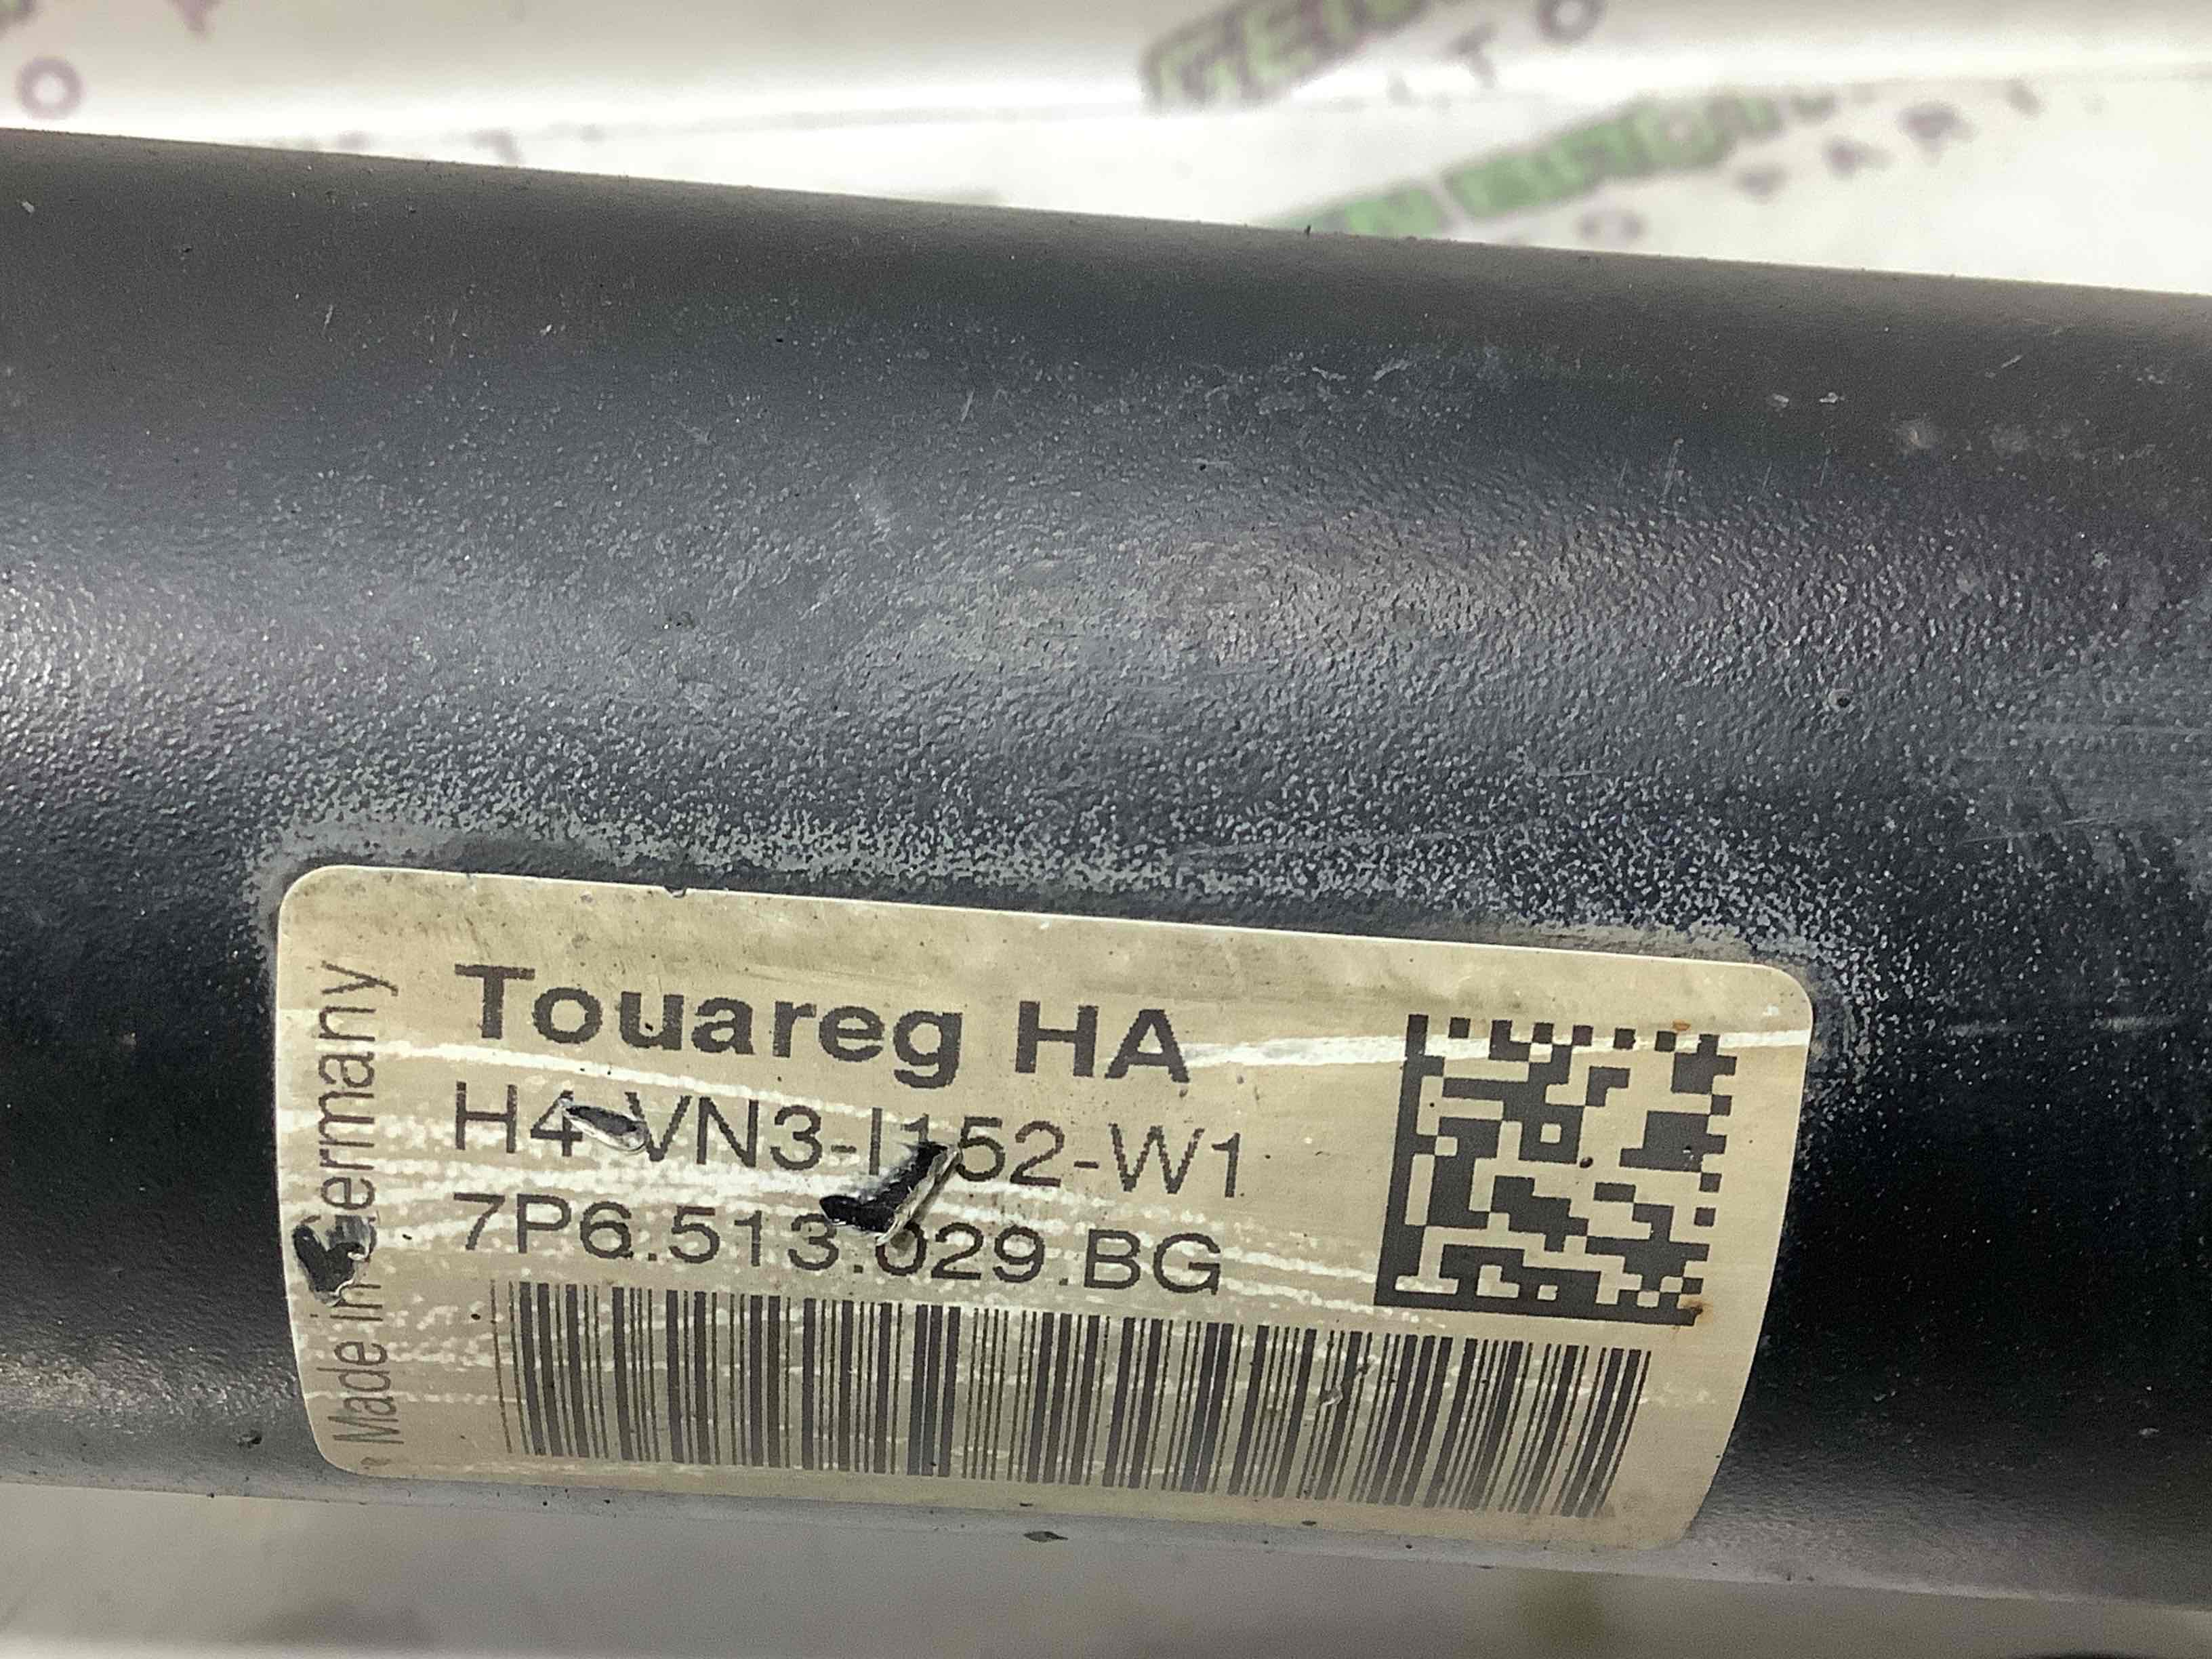 Touareg HA
H4-VN3-I152-W1
7P6.513.029.BG
Made in Germany